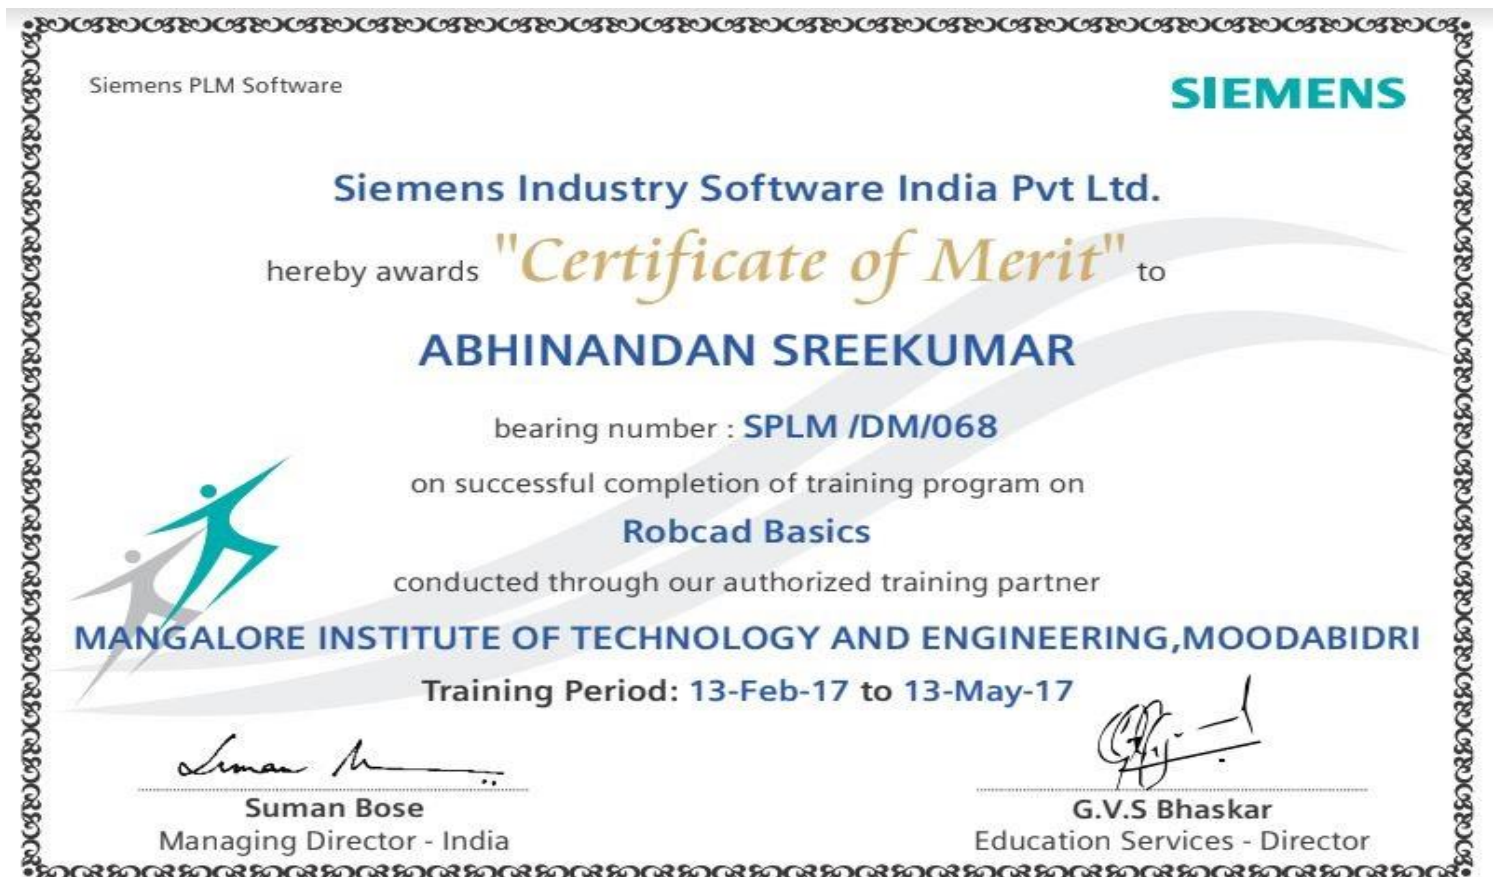 Siemens PLM Software
SIEMENS
Siemens Industry Software India Pvt Ltd.
hereby awards "Certificate of Merit" to
ABHINANDAN SREEKUMAR
bearing number : SPLM /DM/068
on successful completion of training program on
Robcad Basics
conducted through our authorized training partner
MANGALORE INSTITUTE OF TECHNOLOGY AND ENGINEERING,MOODABIDRI
Training Period: 13-Feb-17 to 13-May-17
Suman Bose
Managing Director - India
G.V.S Bhaskar
Education Services - Director